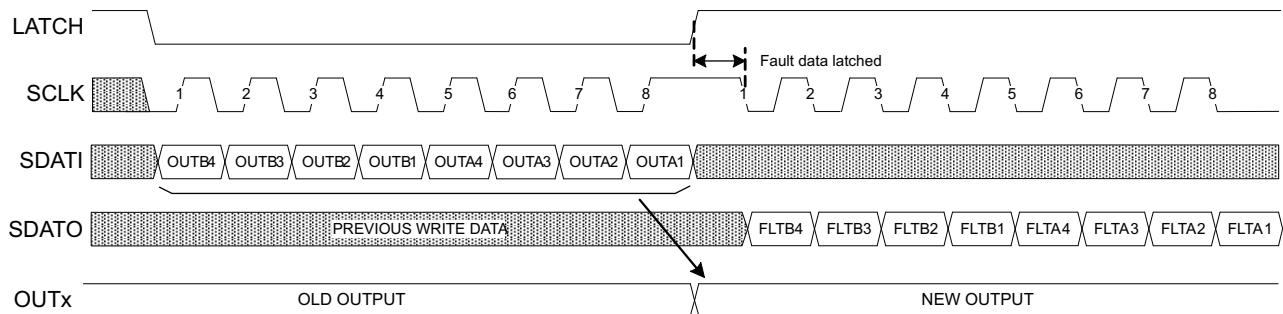 LATCH
Fault data latched
SCLK 1 2 3 4 5 6 7 8 1 2 3 4 5 6 7 8
SDATI OUTB4 OUTB3 OUTB2 OUTB1 OUTA4 OUTA3 OUTA2 OUTA1
SDATO PREVIOUS WRITE DATA FLTB4 FLTB3 FLTB2 FLTB1 FLTA4 FLTA3 FLTA2 FLTA1
OUTx OLD OUTPUT NEW OUTPUT